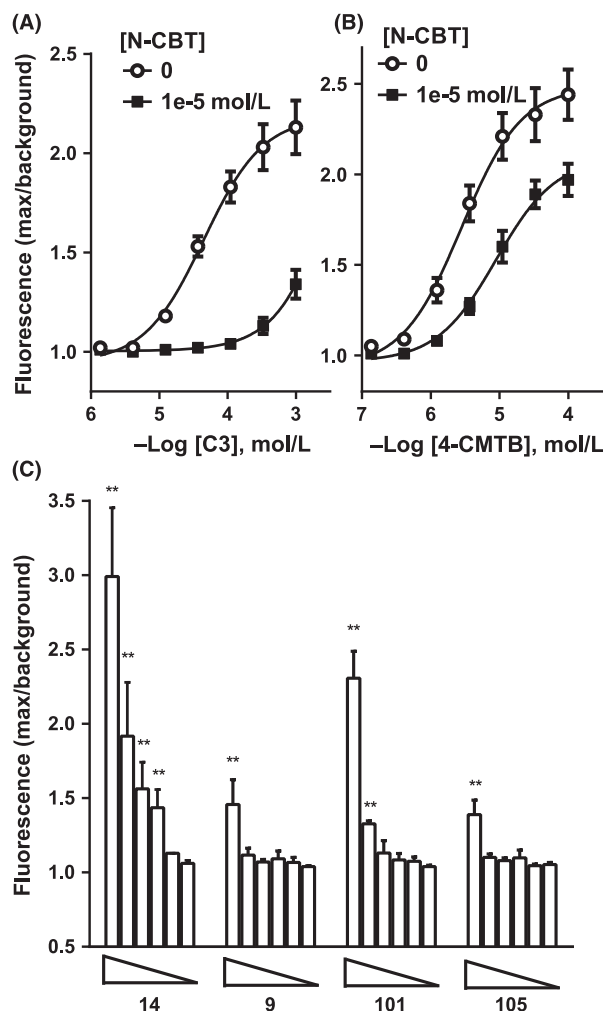 (A)
[N-CBT]
0
1e-5 mol/L
Fluorescence (max/background)
2.5
2.0
1.5
1.0
6 5 4 3
–Log [C3], mol/L
(B)
[N-CBT]
0
1e-5 mol/L
2.5
2.0
1.5
1.0
7 6 5 4
–Log [4-CMTB], mol/L
(C)
Fluorescence (max/background)
3.5
3.0
2.5
2.0
1.5
1.0
0.5
** ** ** ** ** ** ** **
14 9 101 105